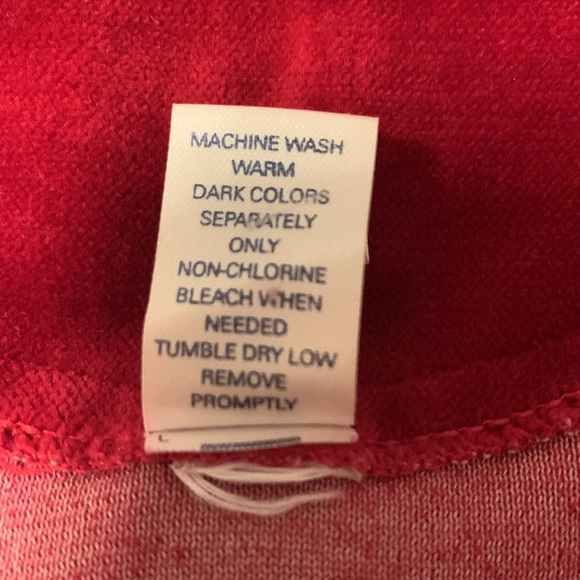 MACHINE WASH
WARM
DARK COLORS
SEPARATELY
ONLY
NON-CHLORINE
BLEACH WHEN
NEEDED
TUMBLE DRY LOW
REMOVE
PROMPTLY
L